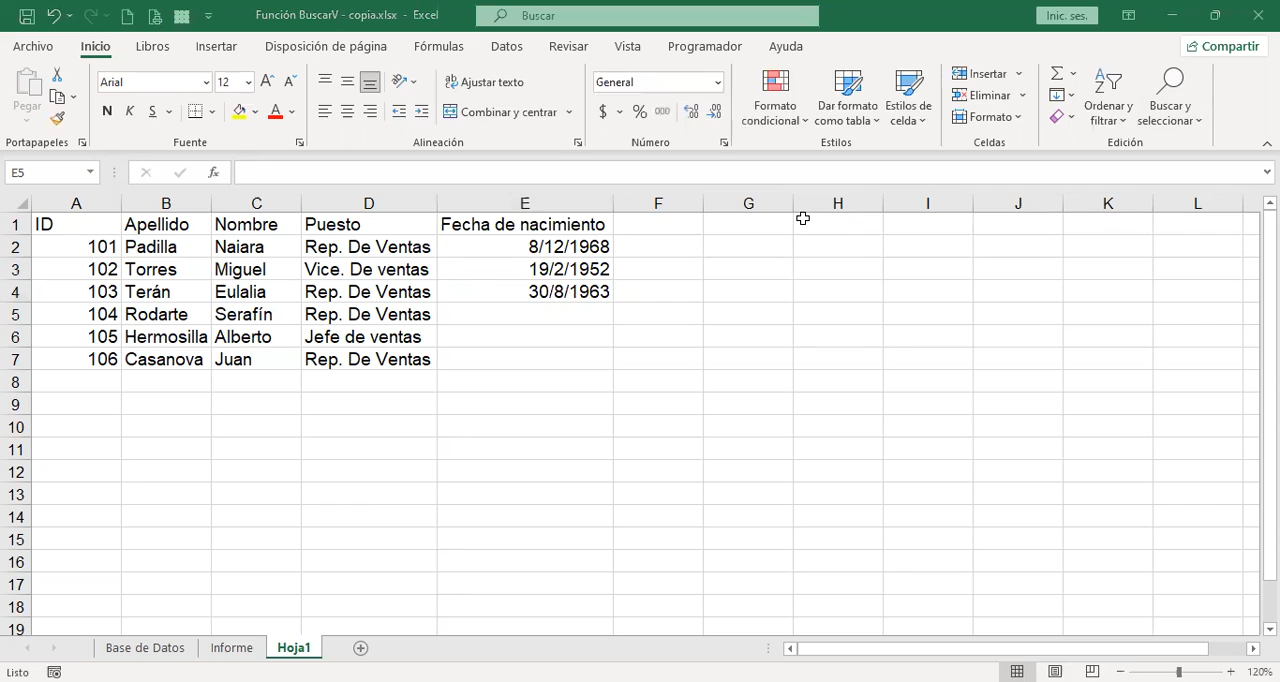 Función BuscarV - copia.xlsx - Excel
Buscar
Inic. ses.
Archivo Inicio Libros Insertar Disposición de página Fórmulas Datos Revisar Vista Programador Ayuda Compartir
Pegar
Arial 12
N K S
Ajustar texto
Combinar y centrar
General
$ % 000
Formato condicional
Dar formato como tabla
Estilos de celda
Insertar
Eliminar
Formato
Ordenar y filtrar
Buscar y seleccionar
Portapapeles Fuente Alineación Número Estilos Celdas Edición
E5 fx
A B C D E F G H I J K L
1 ID Apellido Nombre Puesto Fecha de nacimiento
2 101 Padilla Naiara Rep. De Ventas 8/12/1968
3 102 Torres Miguel Vice. De ventas 19/2/1952
4 103 Terán Eulalia Rep. De Ventas 30/8/1963
5 104 Rodarte Serafín Rep. De Ventas
6 105 Hermosilla Alberto Jefe de ventas
7 106 Casanova Juan Rep. De Ventas
8
9
10
11
12
13
14
15
16
17
18
19
Base de Datos Informe Hoja1
Listo 120%